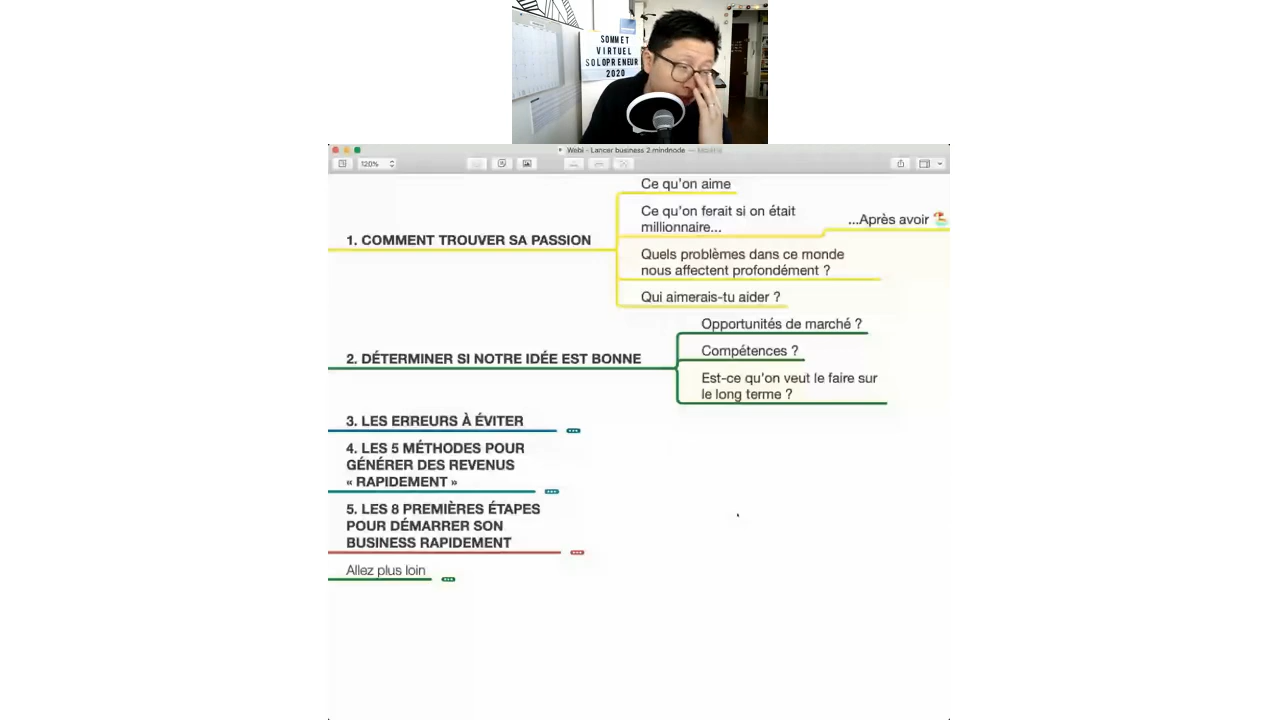 SOMMET
VIRTUEL
SOLOPRENEUR
2020
Webi - Lancer business 2.mindnode
120%
Ce qu'on aime
Ce qu'on ferait si on était
millionnaire...
...Après avoir
1. COMMENT TROUVER SA PASSION
Quels problèmes dans ce monde
nous affectent profondément ?
Qui aimerais-tu aider ?
Opportunités de marché ?
Compétences ?
2. DÉTERMINER SI NOTRE IDÉE EST BONNE
Est-ce qu'on veut le faire sur
le long terme ?
3. LES ERREURS À ÉVITER
4. LES 5 MÉTHODES POUR
GÉNÉRER DES REVENUS
« RAPIDEMENT »
5. LES 8 PREMIÈRES ÉTAPES
POUR DÉMARRER SON
BUSINESS RAPIDEMENT
Allez plus loin